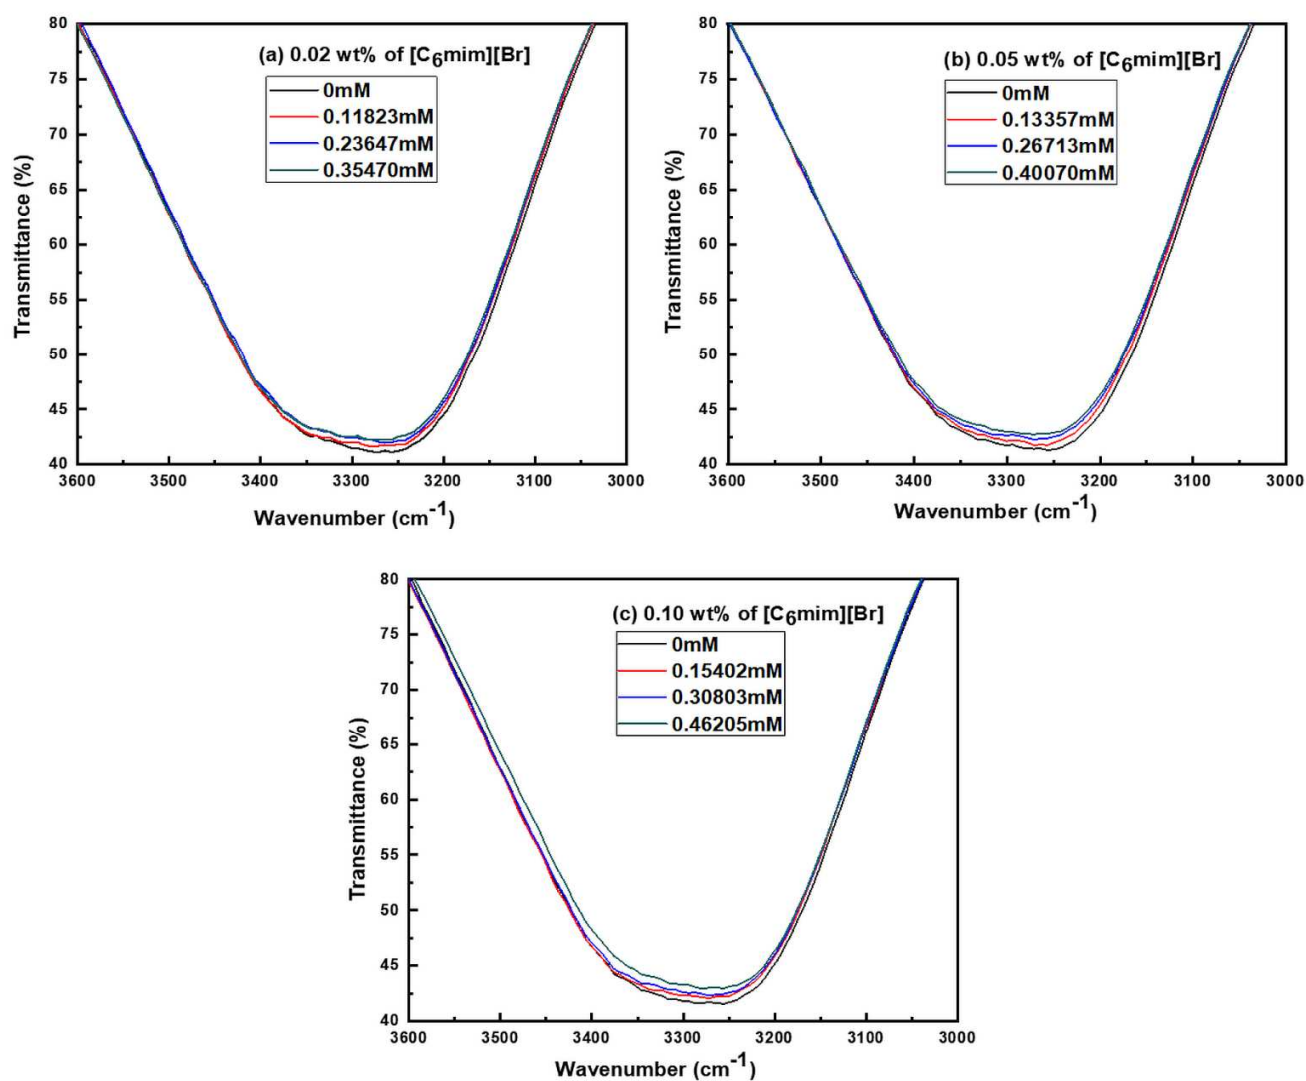 (a) 0.02 wt% of [C6mim][Br]
0mM
0.11823mM
0.23647mM
0.35470mM
Transmittance (%)
80
75
70
65
60
55
50
45
40
3600 3500 3400 3300 3200 3100 3000
Wavenumber (cm-1)
(b) 0.05 wt% of [C6mim][Br]
0mM
0.13357mM
0.26713mM
0.40070mM
Transmittance (%)
80
75
70
65
60
55
50
45
40
3600 3500 3400 3300 3200 3100 3000
Wavenumber (cm-1)
(c) 0.10 wt% of [C6mim][Br]
0mM
0.15402mM
0.30803mM
0.46205mM
Transmittance (%)
80
75
70
65
60
55
50
45
40
3600 3500 3400 3300 3200 3100 3000
Wavenumber (cm-1)